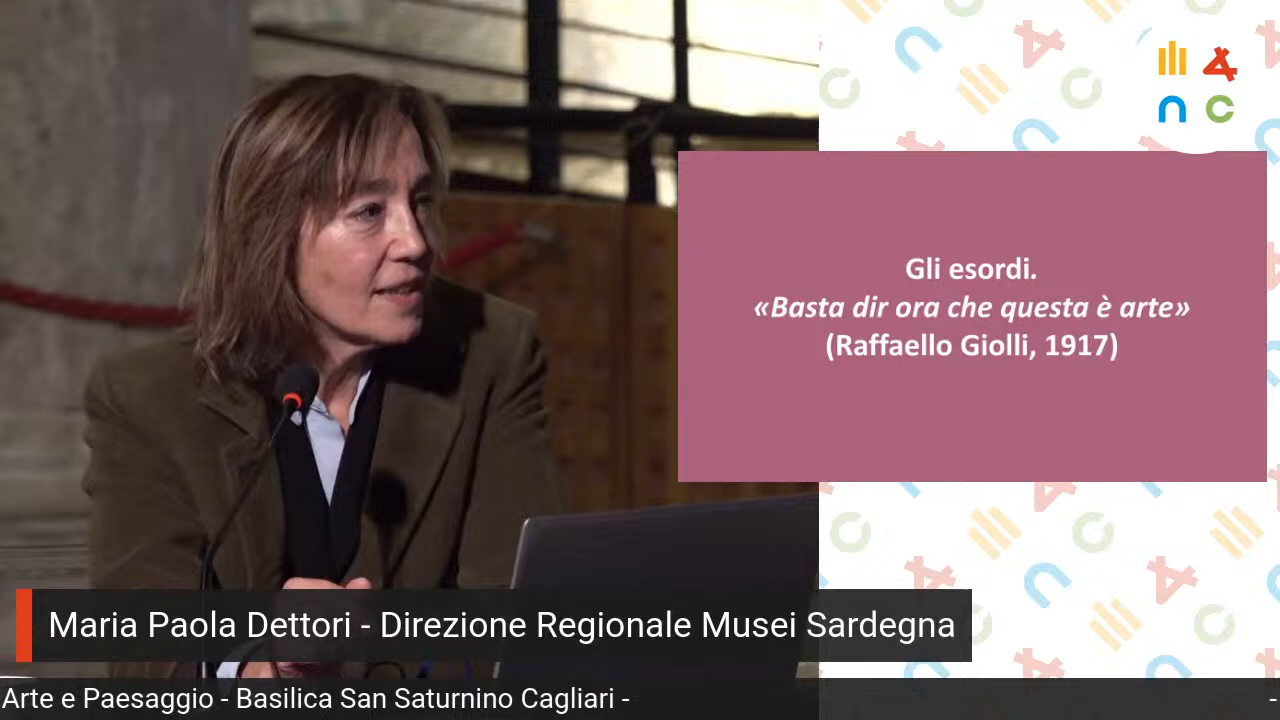 Gli esordi.
«Basta dir ora che questa è arte»
(Raffaello Giolli, 1917)
Maria Paola Dettori - Direzione Regionale Musei Sardegna
Arte e Paesaggio - Basilica San Saturnino Cagliari - -